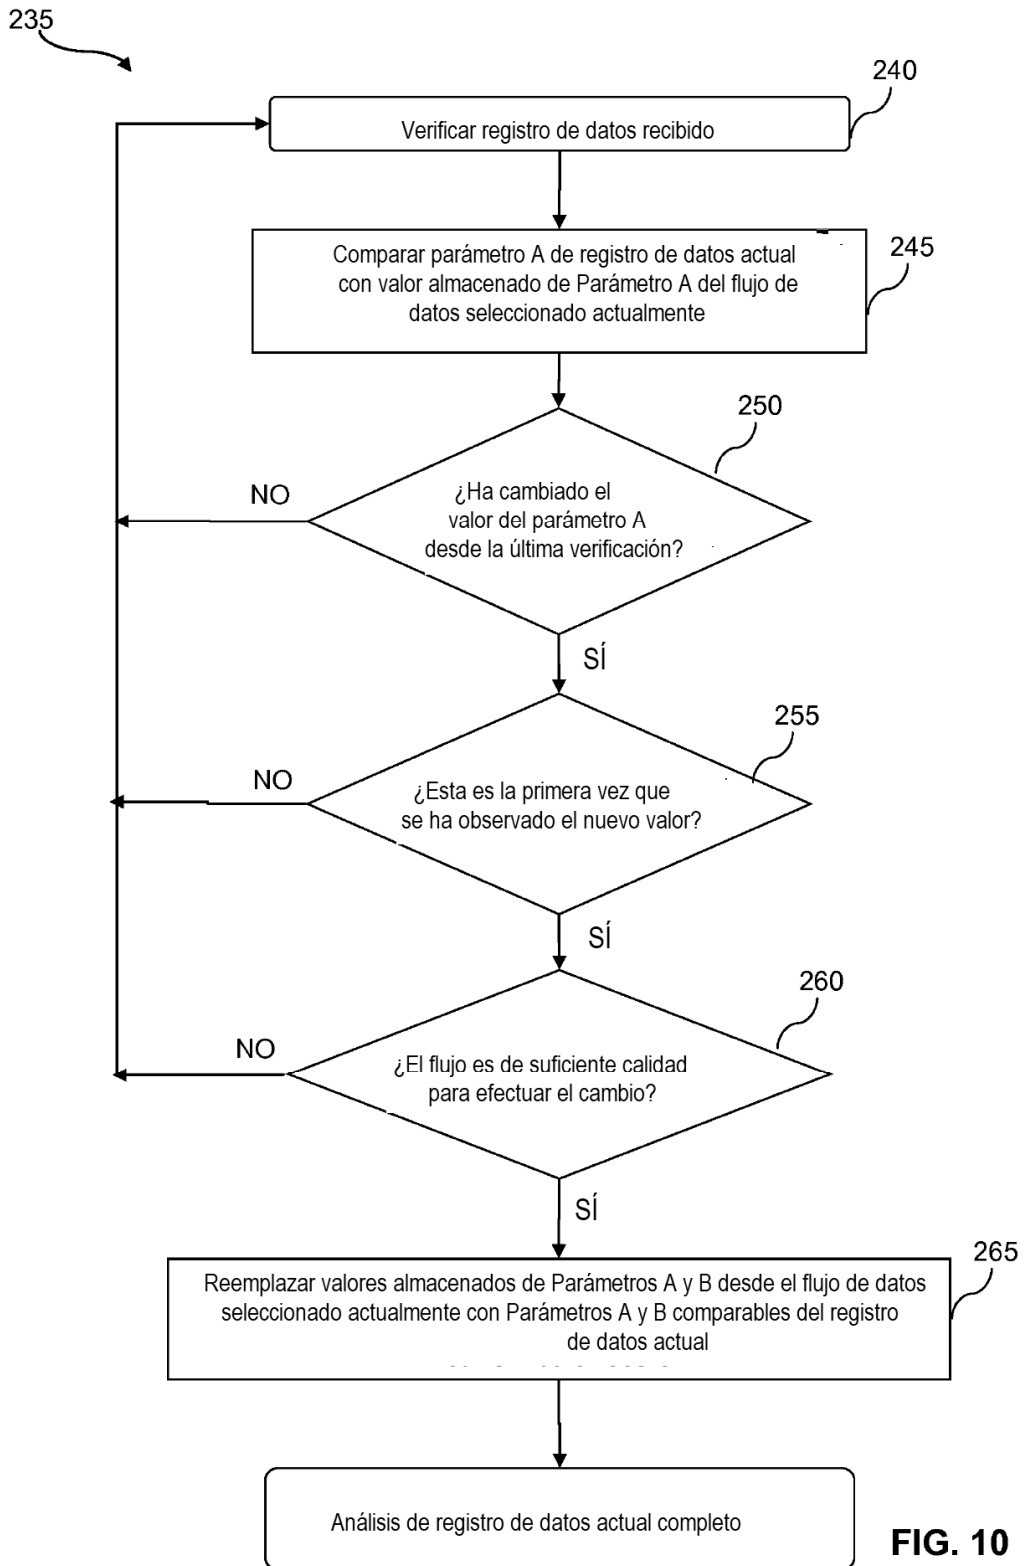 235
240
Verificar registro de datos recibido
Comparar parámetro A de registro de datos actual
con valor almacenado de Parámetro A del flujo de
datos seleccionado actualmente
245
250
¿Ha cambiado el
valor del parámetro A
desde la última verificación?
NO
SÍ
255
¿Esta es la primera vez que
se ha observado el nuevo valor?
NO
SÍ
260
¿El flujo es de suficiente calidad
para efectuar el cambio?
NO
SÍ
265
Reemplazar valores almacenados de Parámetros A y B desde el flujo de datos
seleccionado actualmente con Parámetros A y B comparables del registro
de datos actual
Análisis de registro de datos actual completo
FIG. 10